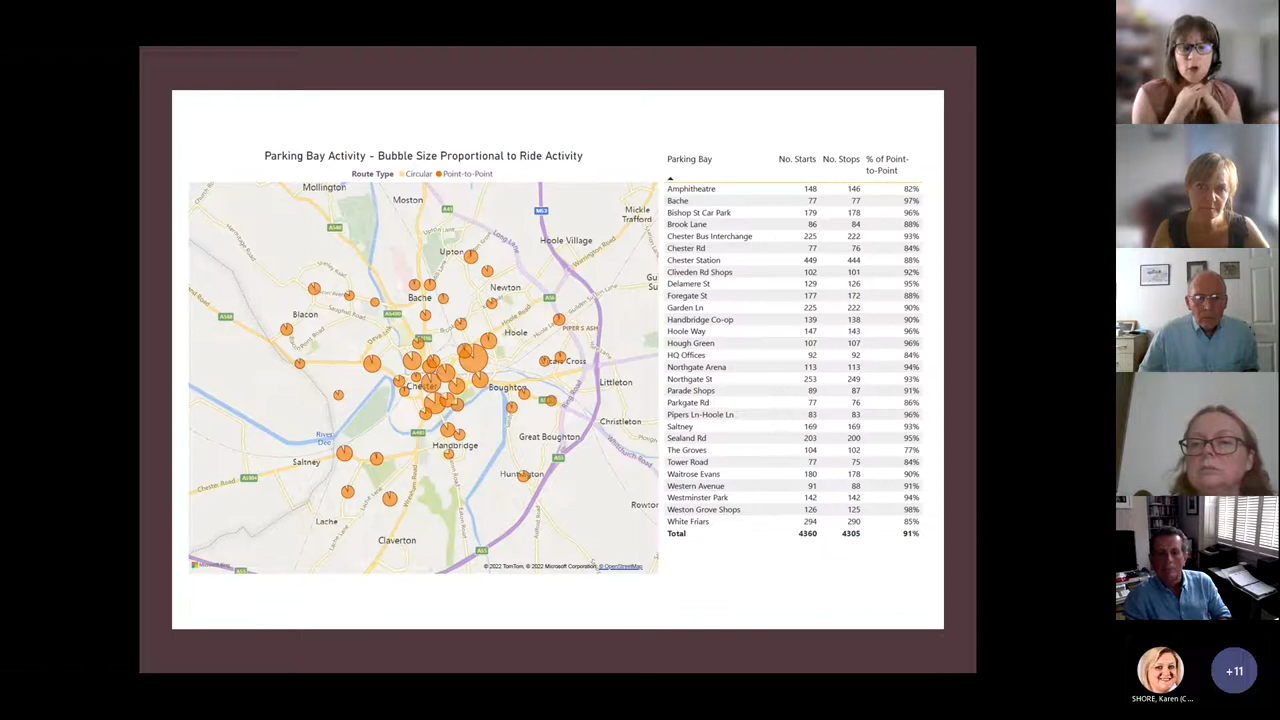 Parking Bay Activity - Bubble Size Proportional to Ride Activity
Route Type Circular Point-to-Point
Mollington
Moston
Mickle
Trafford
Hoole Village
Long Lane
Upton
Newton
Bache
Blacon
Hoole
PIPER'S ASH
Chester
Boughton
Littleton
Christleton
River
Dee
Great Boughton
Handbridge
Saltney
Huntington
Chester Road
Rowton
Lache
Claverton
© 2022 TomTom, © 2022 Microsoft Corporation, © OpenStreetMap
Parking Bay No. Starts No. Stops % of Point-to-Point
Amphitheatre 148 146 82%
Bache 77 77 97%
Bishop St Car Park 179 178 96%
Brook Lane 86 84 88%
Chester Bus Interchange 225 222 93%
Chester Rd 77 76 84%
Chester Station 449 444 88%
Cliveden Rd Shops 102 101 92%
Delamere St 129 126 95%
Foregate St 177 172 88%
Garden Ln 225 222 90%
Handbridge Co-op 139 138 90%
Hoole Way 147 143 96%
Hough Green 107 107 96%
HQ Offices 92 92 84%
Northgate Arena 113 113 94%
Northgate St 253 249 93%
Parade Shops 89 87 91%
Parkgate Rd 77 76 86%
Pipers Ln-Hoole Ln 83 83 96%
Saltney 169 169 93%
Sealand Rd 203 200 95%
The Groves 104 102 77%
Tower Road 77 75 84%
Waitrose Evans 180 178 90%
Western Avenue 91 88 91%
Westminster Park 142 142 94%
Weston Grove Shops 126 125 98%
White Friars 294 290 85%
Total 4360 4305 91%
+11
SHORE, Karen (C...